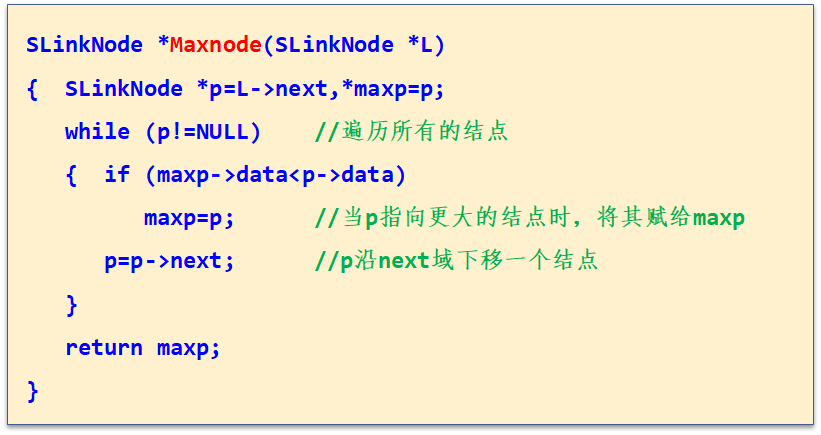 SLinkNode *Maxnode(SLinkNode *L)
{  SLinkNode *p=L->next,*maxp=p;
   while (p!=NULL)    //遍历所有的结点
   {  if (maxp->data<p->data)
         maxp=p;      //当p指向更大的结点时，将其赋给maxp
      p=p->next;      //p沿next域下移一个结点
   }
   return maxp;
}